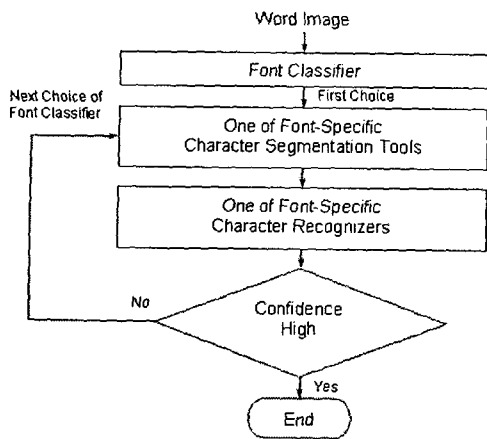 Word Image
Font Classifier
First Choice
Next Choice of
Font Classifier
One of Font-Specific
Character Segmentation Tools
One of Font-Specific
Character Recognizers
No
Confidence
High
Yes
End